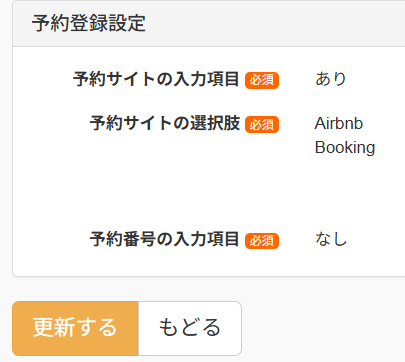 予約登録設定
予約サイトの入力項目 必須 あり
予約サイトの選択肢 必須 Airbnb
Booking
予約番号の入力項目 必須 なし
更新する もどる